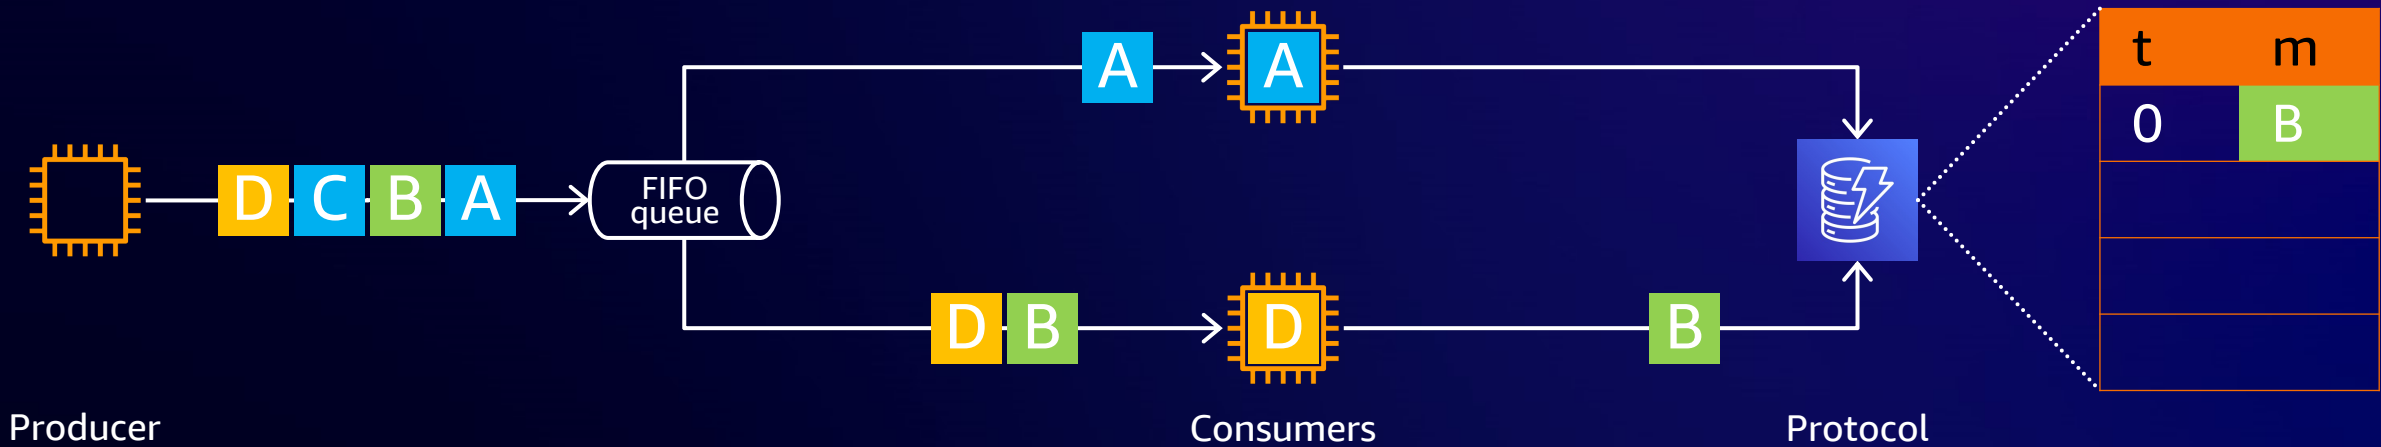 D C B A
FIFO
queue
A
A
D B
D
B
t m
0 B
Producer
Consumers
Protocol